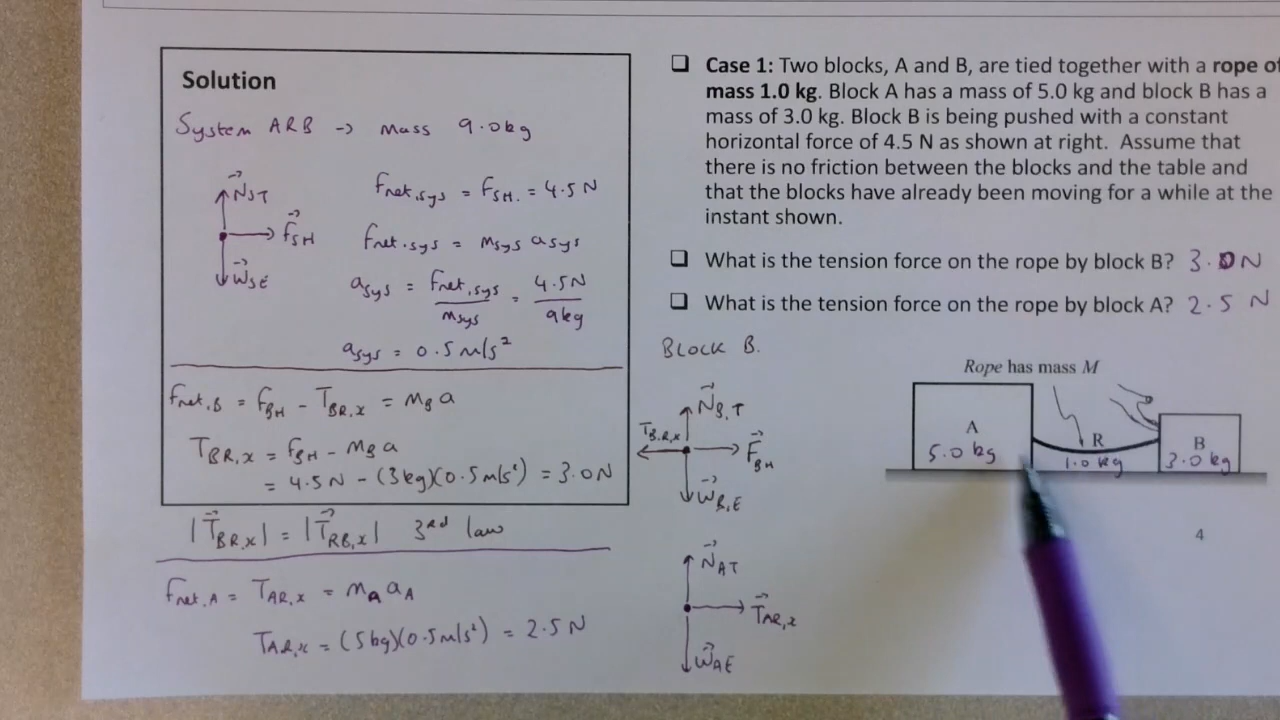 Solution
System ARB → mass 9.0kg
N⃗ST
F⃗SH
W⃗SE
Fnet,sys = FSH = 4.5 N
Fnet,sys = msys asys
asys = Fnet,sys / msys = 4.5N / 9kg
asys = 0.5 m/s²
Fnet,B = FBH - TBR,x = mB a
TBR,x = FBH - MB a
= 4.5N - (3kg)(0.5m/s²) = 3.0N
|T⃗BR,x| = |T⃗RB,x| 3rd law
Fnet,A = TAR,x = mA aA
TAR,x = (5kg)(0.5m/s²) = 2.5 N
❑ Case 1: Two blocks, A and B, are tied together with a rope of
mass 1.0 kg. Block A has a mass of 5.0 kg and block B has a
mass of 3.0 kg. Block B is being pushed with a constant
horizontal force of 4.5 N as shown at right. Assume that
there is no friction between the blocks and the table and
that the blocks have already been moving for a while at the
instant shown.
❑ What is the tension force on the rope by block B? 3.0N
❑ What is the tension force on the rope by block A? 2.5 N
BLOCK B.
N⃗B,T
TB,R,x
F⃗BH
W⃗B,E
N⃗AT
T⃗AR,x
W⃗AE
Rope has mass M
A
5.0 kg
R
1.0 kg
B
3.0 kg
4